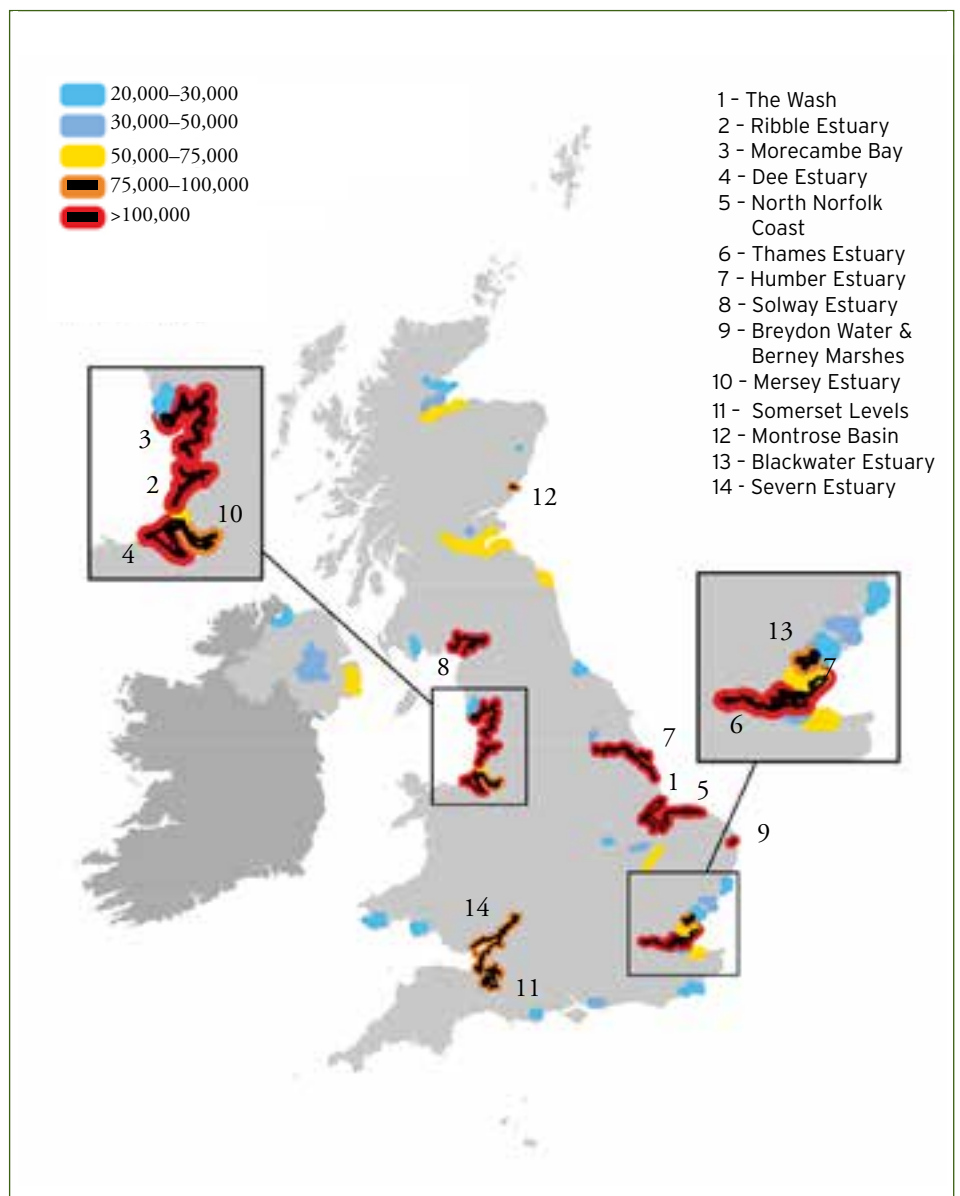 20,000–30,000
30,000–50,000
50,000–75,000
75,000–100,000
>100,000
1 – The Wash
2 – Ribble Estuary
3 – Morecambe Bay
4 – Dee Estuary
5 – North Norfolk
Coast
6 – Thames Estuary
7 – Humber Estuary
8 – Solway Estuary
9 – Breydon Water &
Berney Marshes
10 – Mersey Estuary
11 – Somerset Levels
12 – Montrose Basin
13 – Blackwater Estuary
14 - Severn Estuary
3
2
10
4
12
13
7
6
8
7
1
5
9
14
11